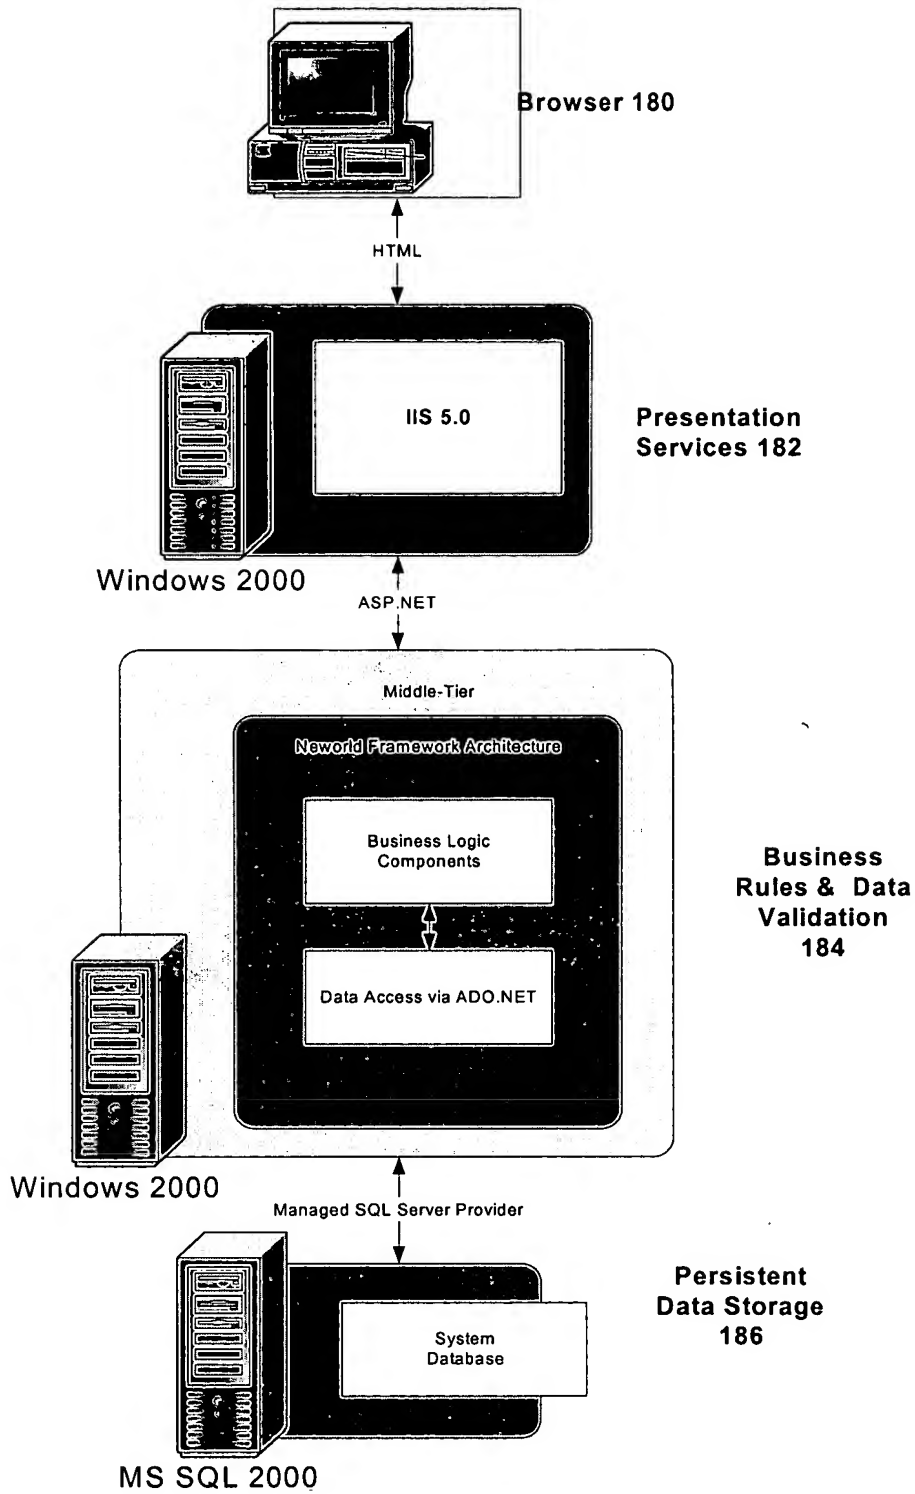 Browser 180
HTML
IIS 5.0
Presentation
Services 182
Windows 2000
ASP.NET
Middle-Tier
Neworld Framework Architecture
Business Logic
Components
Business
Rules & Data
Validation
184
Data Access via ADO.NET
Windows 2000
Managed SQL Server Provider
Persistent
Data Storage
186
System
Database
MS SQL 2000